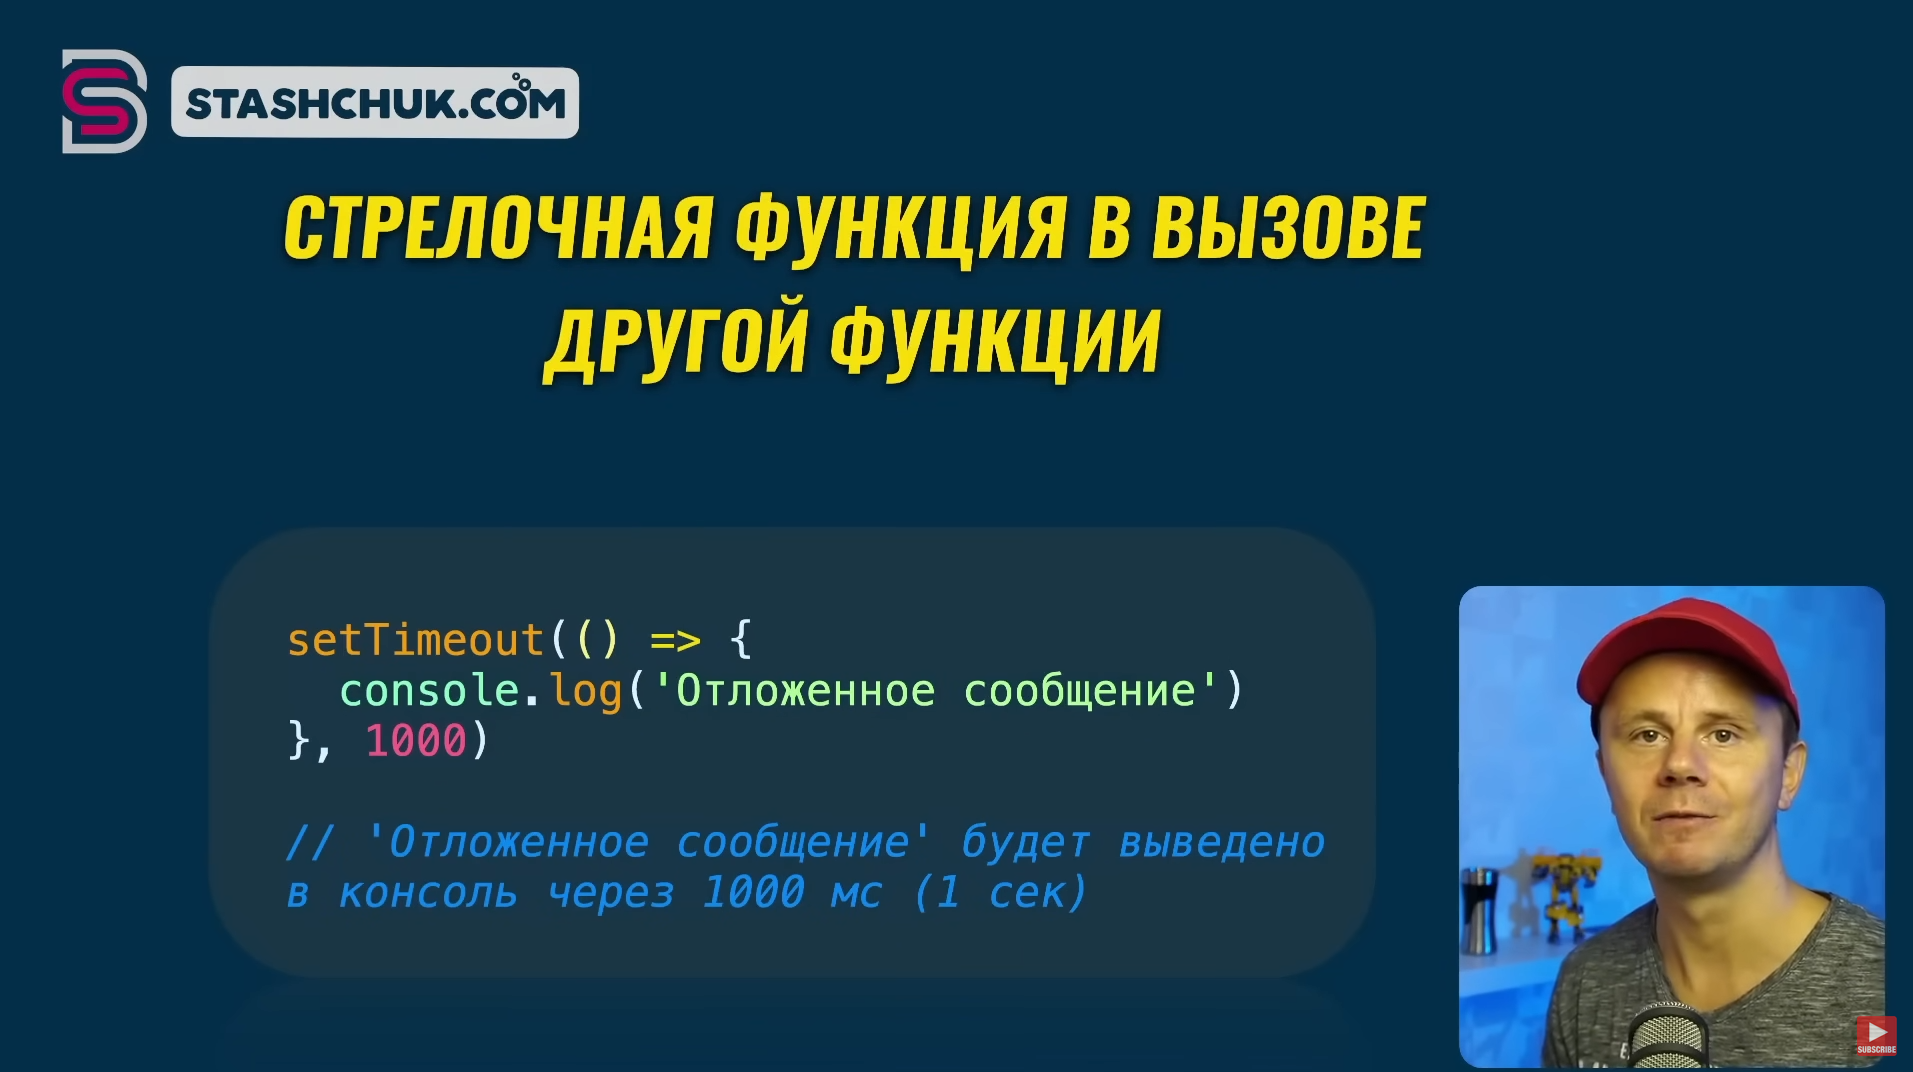 STASHCHUK.COM
СТРЕЛОЧНАЯ ФУНКЦИЯ В ВЫЗОВЕ
ДРУГОЙ ФУНКЦИИ
setTimeout(() => {
  console.log('Отложенное сообщение')
}, 1000)
// 'Отложенное сообщение' будет выведено
в консоль через 1000 мс (1 сек)
SUBSCRIBE